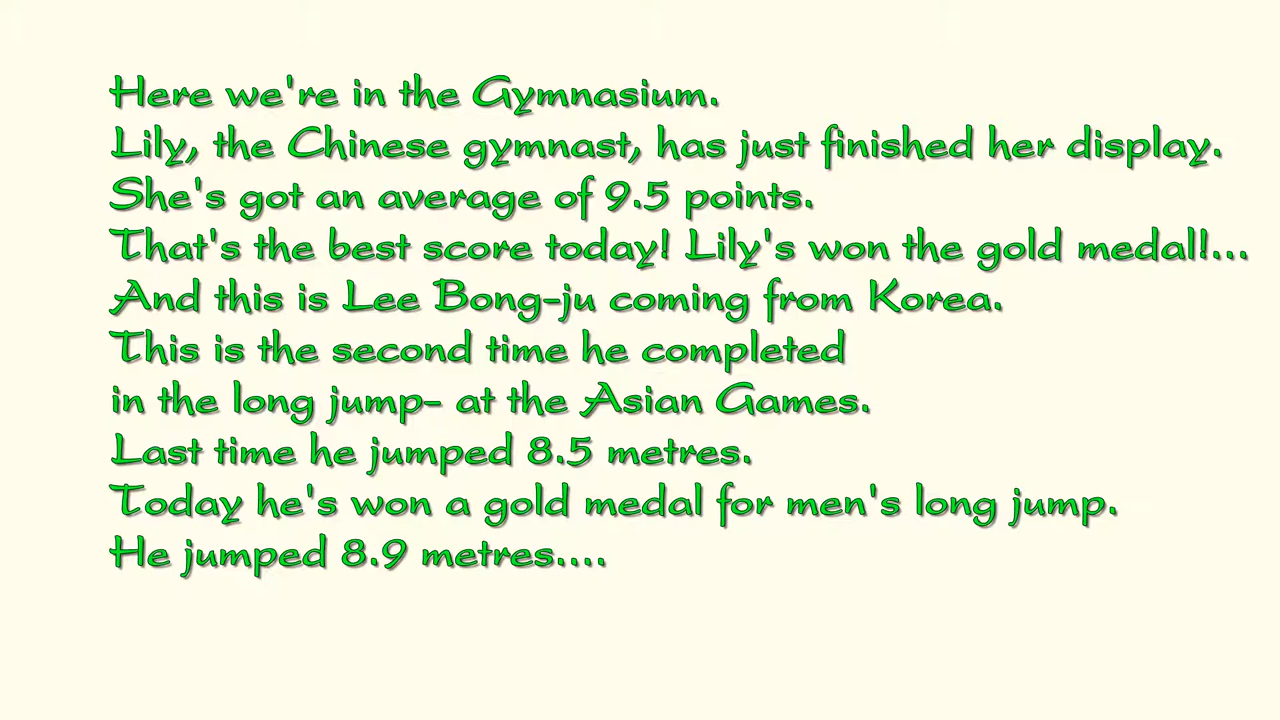 Here we're in the Gymnasium.
Lily, the Chinese gymnast, has just finished her display.
She's got an average of 9.5 points.
That's the best score today! Lily's won the gold medal!...
And this is Lee Bong-ju coming from Korea.
This is the second time he completed
in the long jump- at the Asian Games.
Last time he jumped 8.5 metres.
Today he's won a gold medal for men's long jump.
He jumped 8.9 metres....